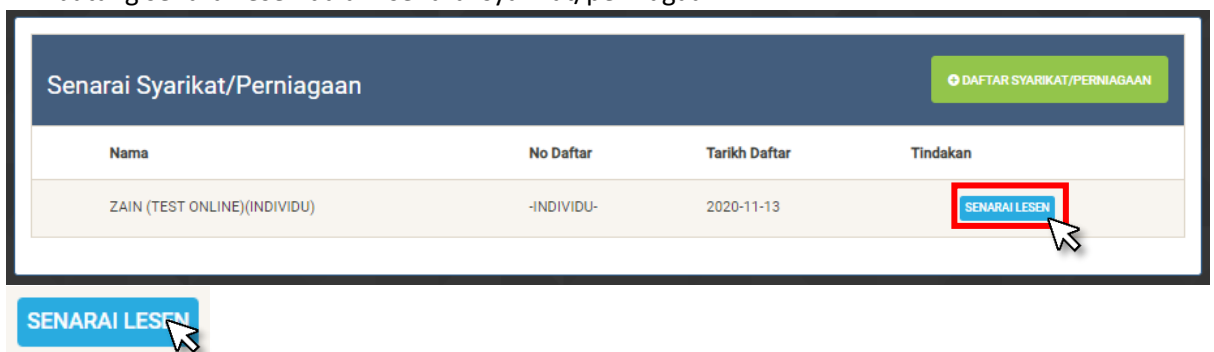 Senarai Syarikat/Perniagaan
DAFTAR SYARIKAT/PERNIAGAAN
Nama No Daftar Tarikh Daftar Tindakan
ZAIN (TEST ONLINE)(INDIVIDU) -INDIVIDU- 2020-11-13 SENARAI LESEN
SENARAI LESEN